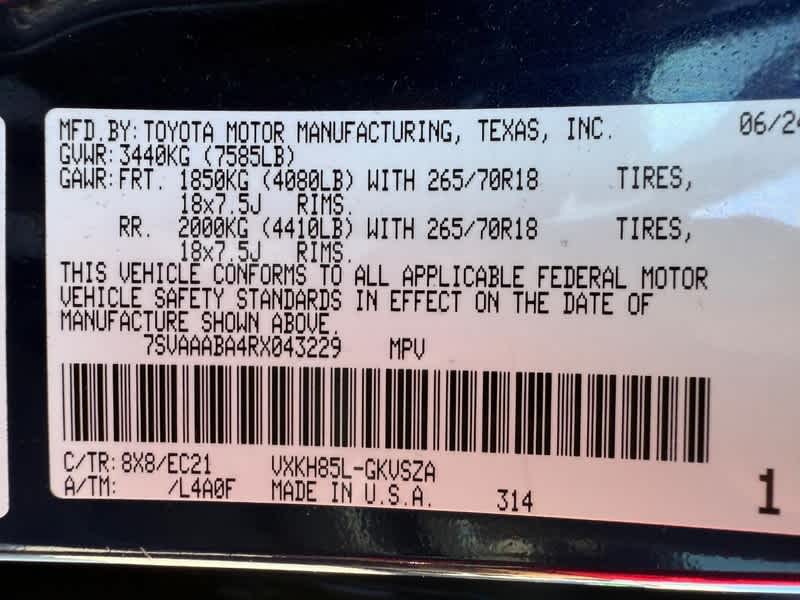 MFD.BY: TOYOTA MOTOR MANUFACTURING, TEXAS, INC. 06/24
GVWR: 3440KG (7585LB)
GAWR: FRT. 1850KG (4080LB) WITH 265/70R18 TIRES,
18x7.5J RIMS.
RR. 2000KG (4410LB) WITH 265/70R18 TIRES,
18x7.5J RIMS.
THIS VEHICLE CONFORMS TO ALL APPLICABLE FEDERAL MOTOR
VEHICLE SAFETY STANDARDS IN EFFECT ON THE DATE OF
MANUFACTURE SHOWN ABOVE.
7SVAAABA4RX043229 MPV
C/TR: 8X8/EC21 VXKH85L-GKVSZA
A/TM: /L4A0F MADE IN U.S.A. 314 1